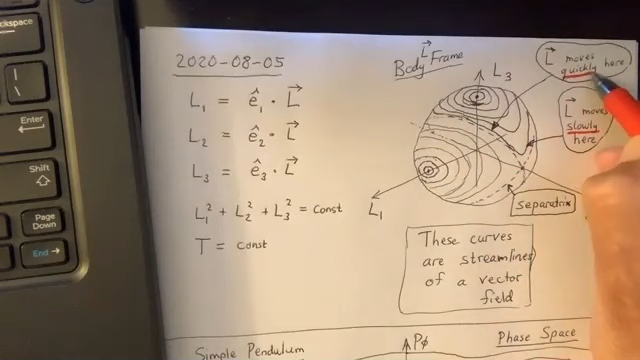 2020-08-05
L₁ = ê₁ · L⃗
L₂ = ê₂ · L⃗
L₃ = ê₃ · L⃗
L₁² + L₂² + L₃² = const
T = const
L⃗
Body Frame
L₃
L₁
L⃗ moves
quickly here
L⃗ moves
slowly
here
separatrix
These curves
are streamlines
of a vector
field
Simple Pendulum
Pϕ
Phase Space
ckspace
\
Enter
Shift
Page
Down
End